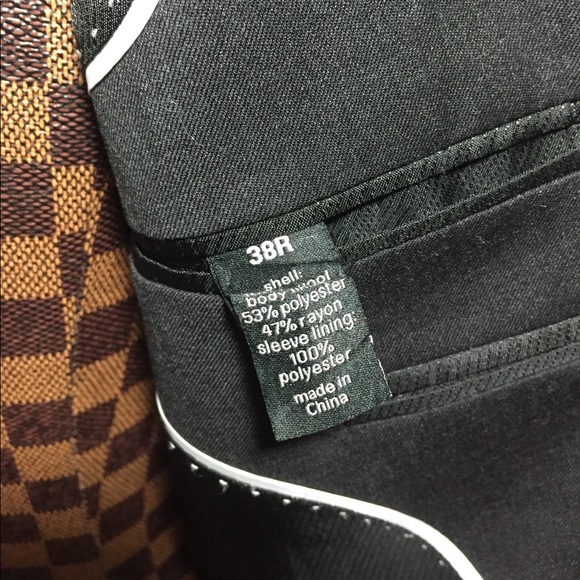 38R
shell:
body wool
53% polyester
47% rayon
sleeve lining:
100%
polyester
made in
China